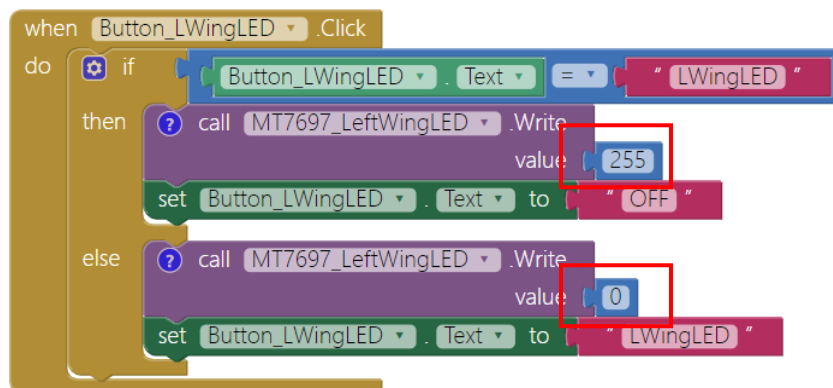 when Button_LWingLED .Click
do if Button_LWingLED . Text = " LWingLED "
then ? call MT7697_LeftWingLED .Write
value 255
set Button_LWingLED . Text to " OFF "
else ? call MT7697_LeftWingLED .Write
value 0
set Button_LWingLED . Text to " LWingLED "